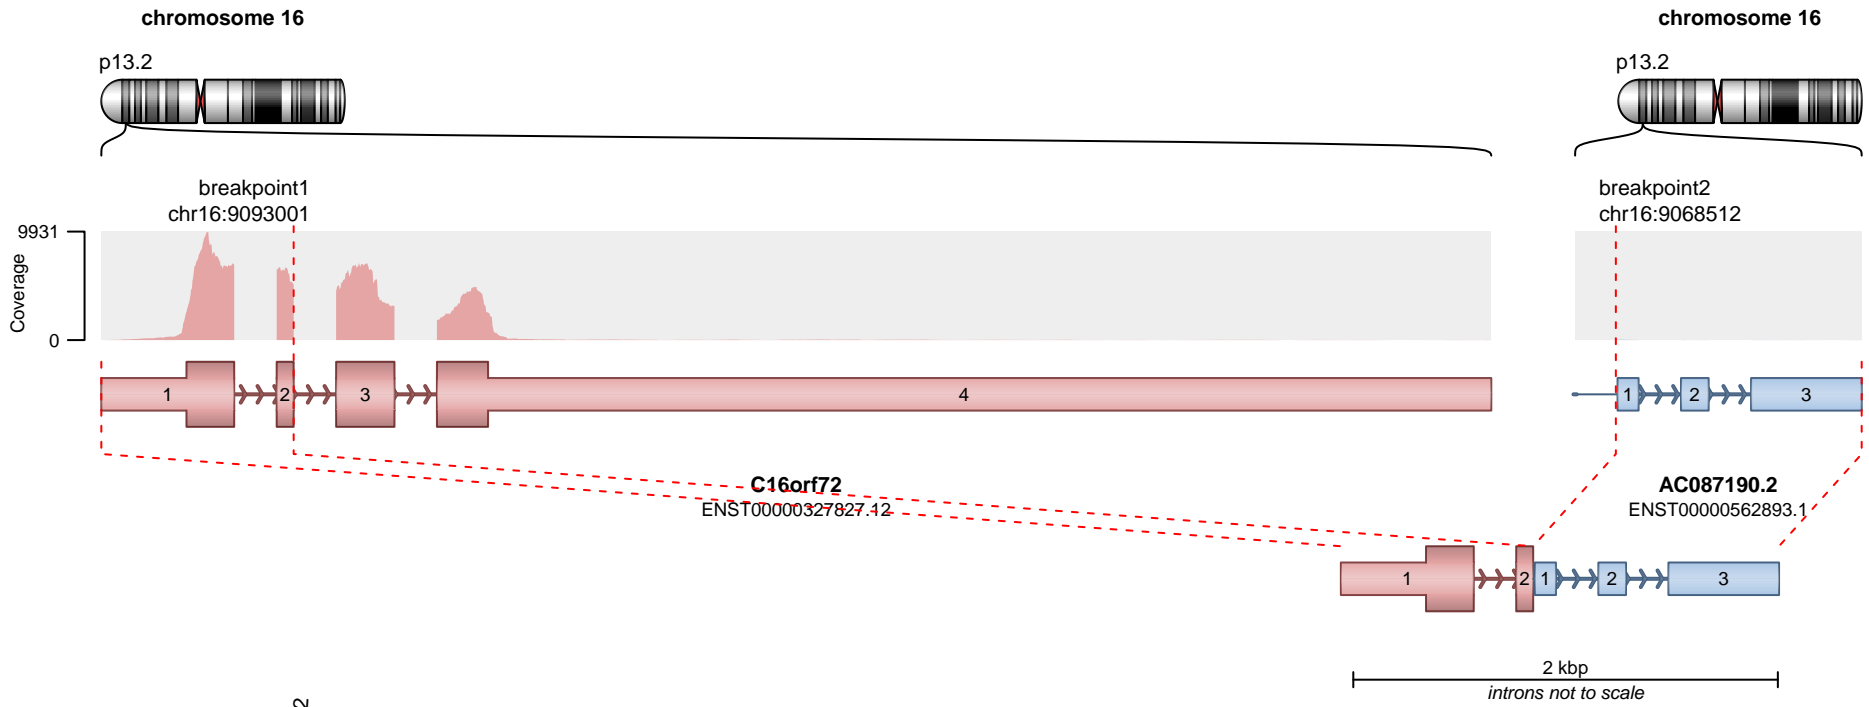 chromosome 16
chromosome 16
p13.2
p13.2
breakpoint1
chr16:9093001
breakpoint2
chr16:9068512
9931
Coverage
0
1 2 3 4
1 2 3
C16orf72
ENST00000327827.12
AC087190.2
ENST00000562893.1
1 2 1 2 3
2 kbp
introns not to scale
2